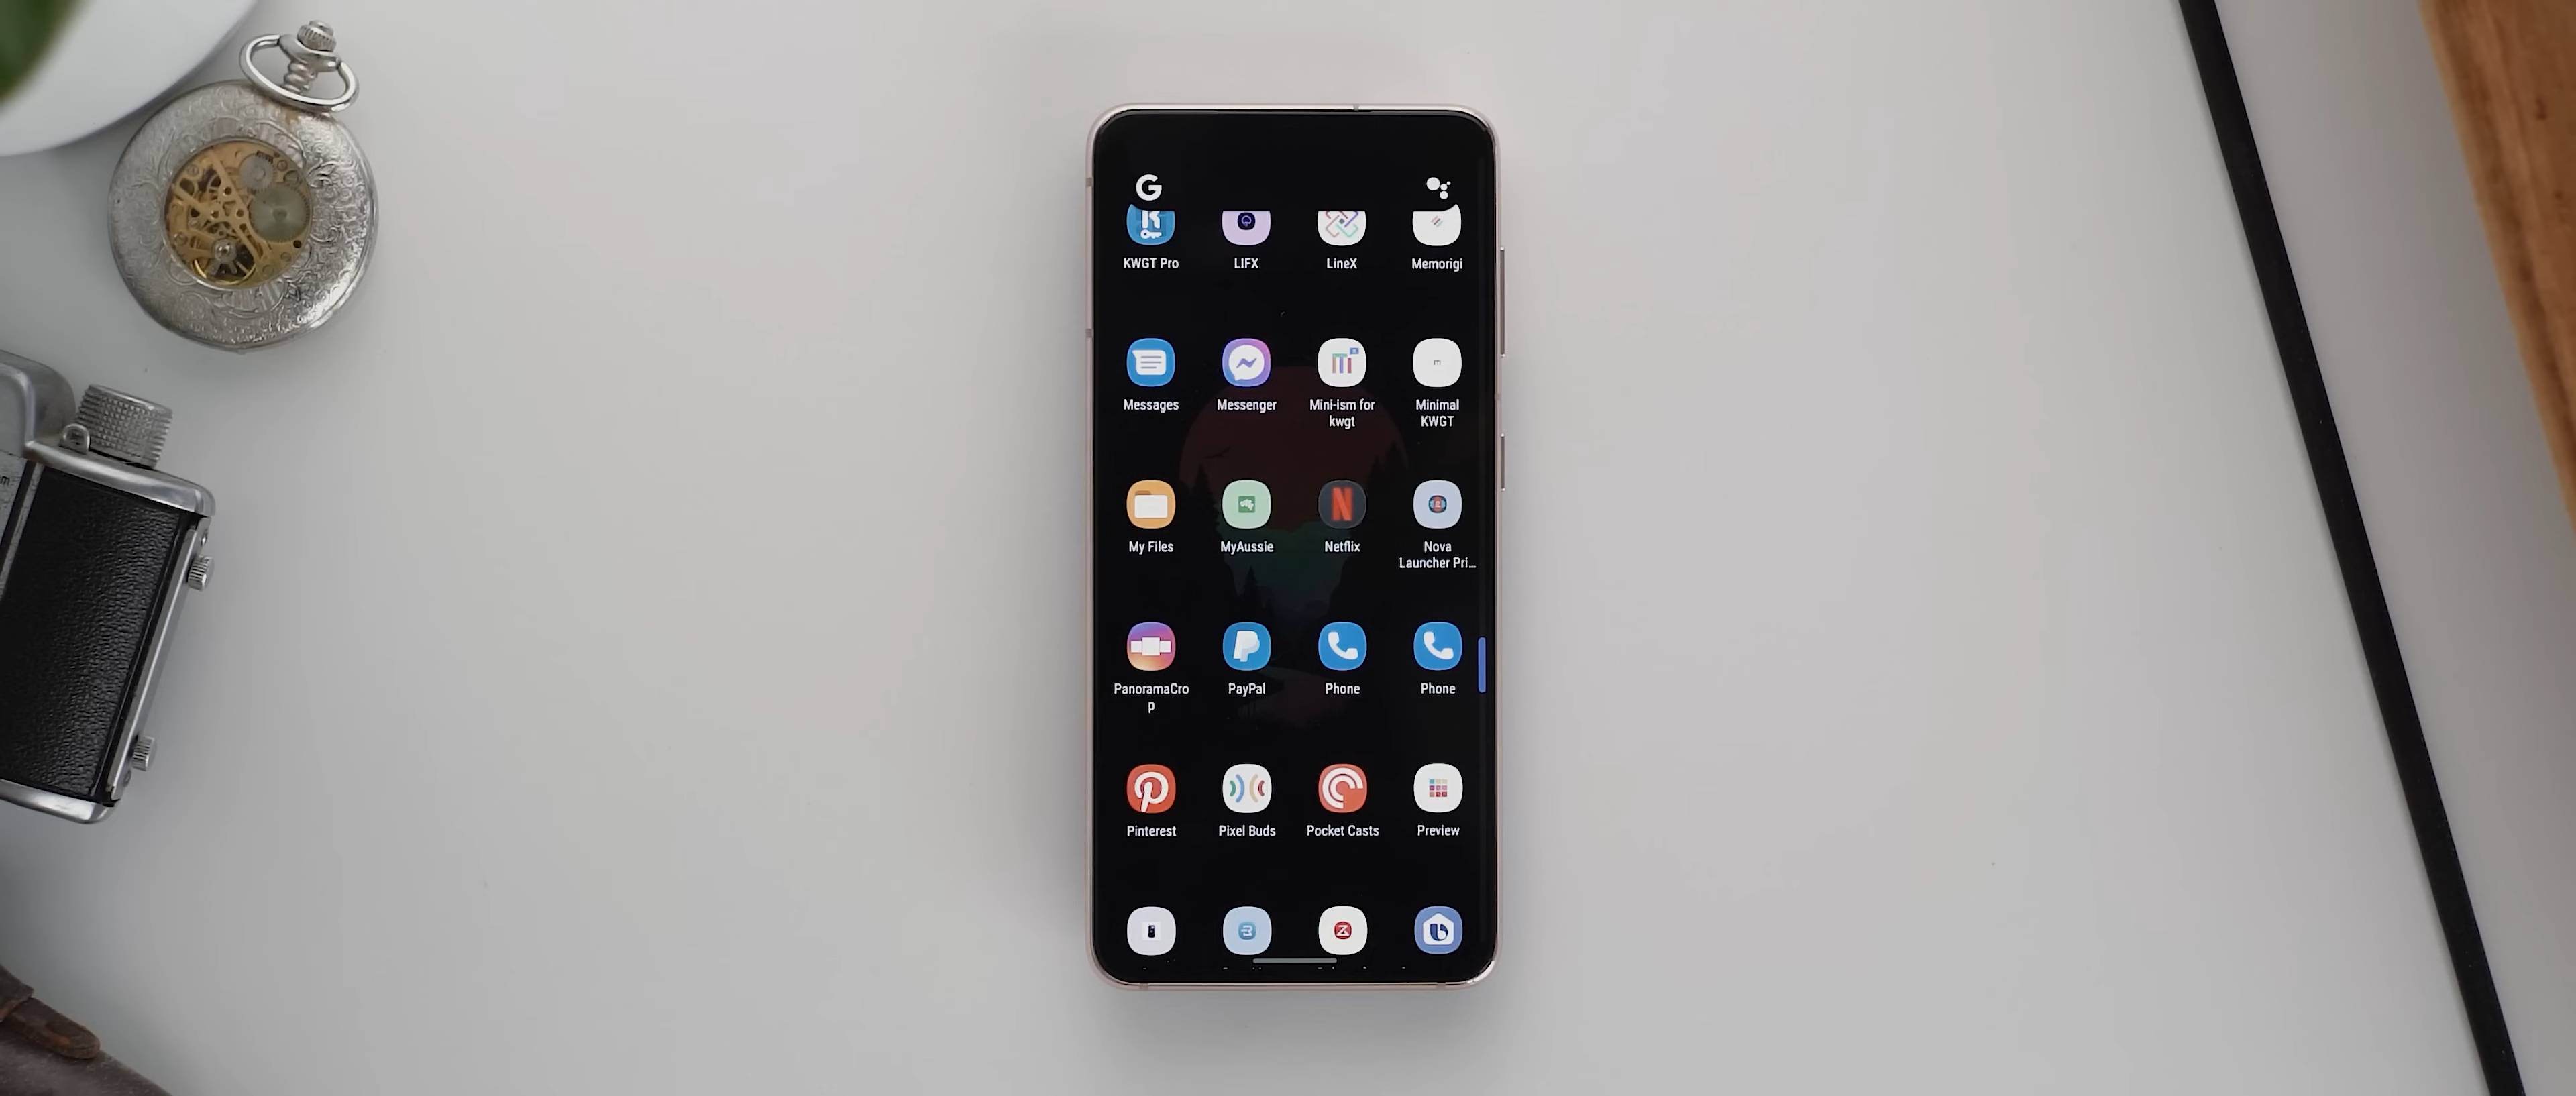 G
KWGT Pro LIFX LineX Memorigi
Messages Messenger Mini-ism for Minimal
kwgt KWGT
My Files MyAussie Netflix Nova
Launcher Pri...
PanoramaCro PayPal Phone Phone
p
Pinterest Pixel Buds Pocket Casts Preview